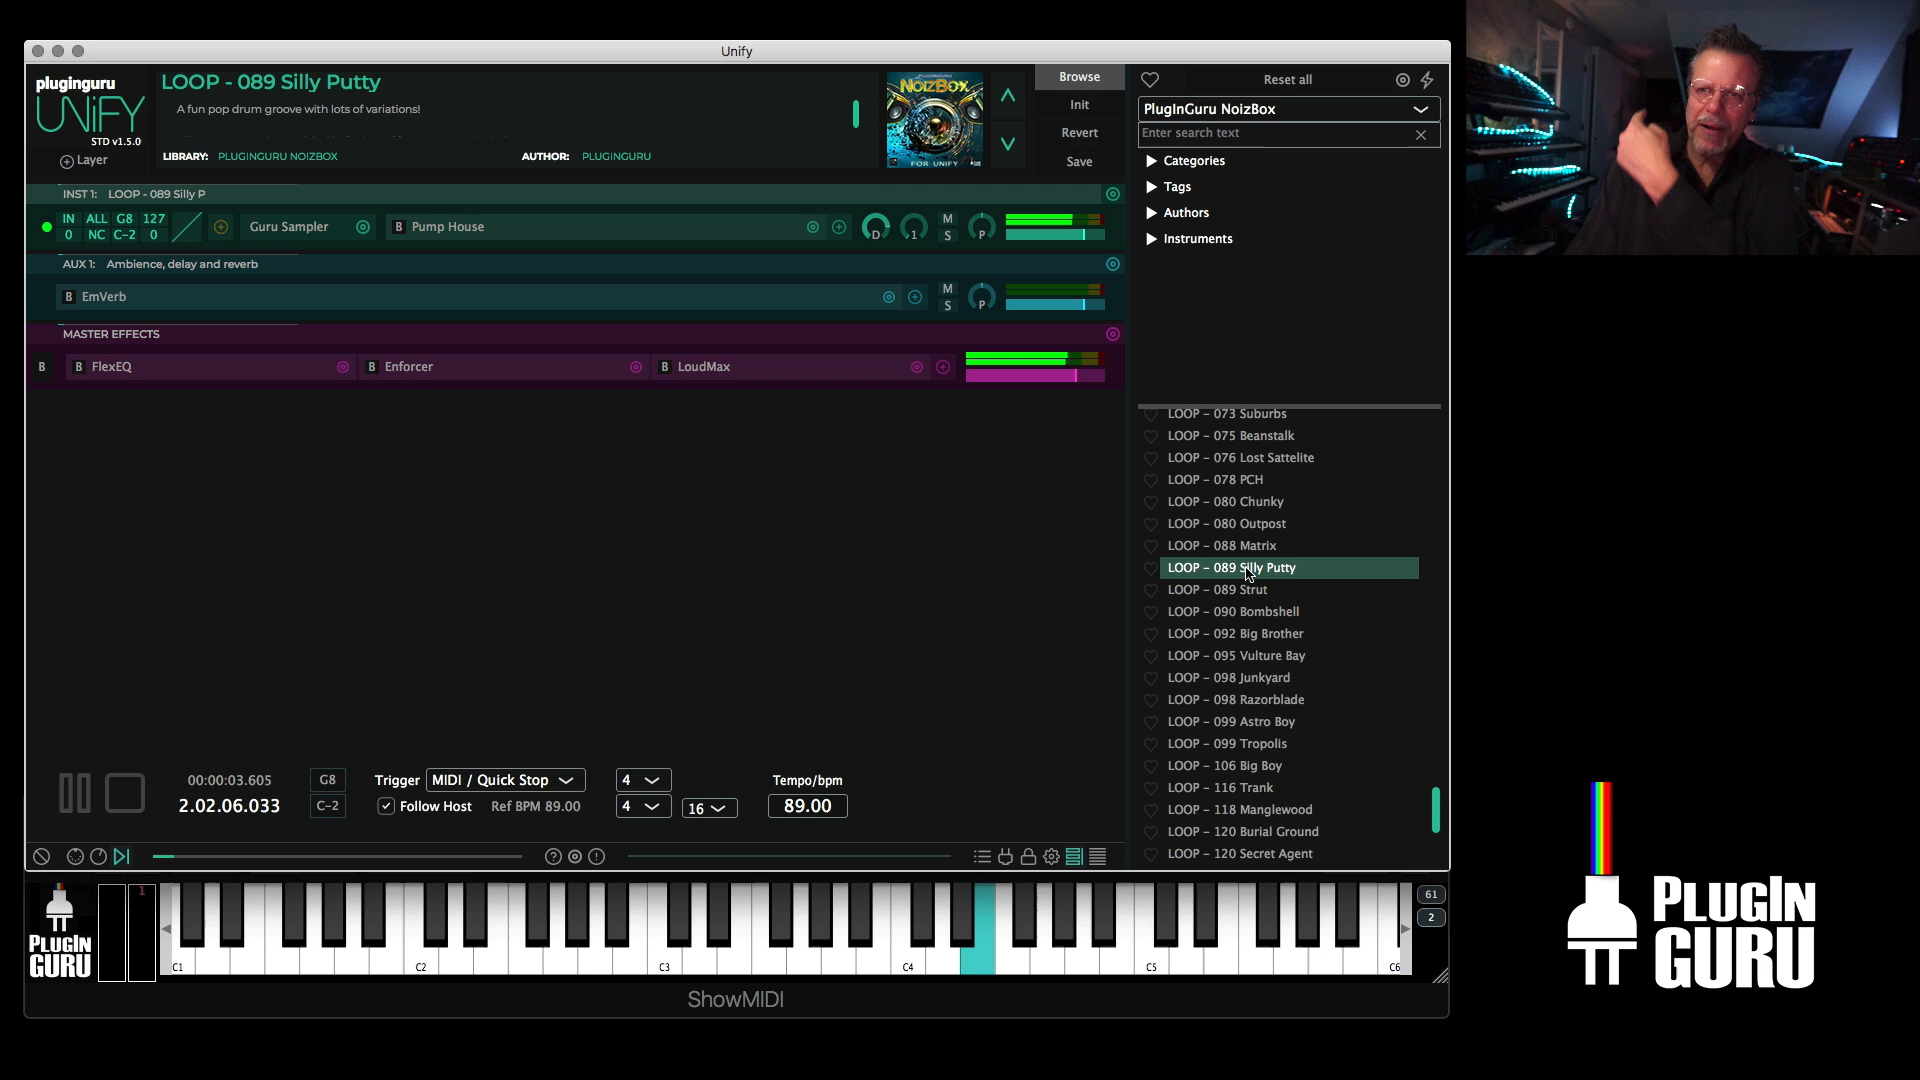 Unify
pluginguru
UNIFY
STD v1.5.0
Layer
LOOP - 089 Silly Putty
A fun pop drum groove with lots of variations!
LIBRARY: PLUGINGURU NOIZBOX
AUTHOR: PLUGINGURU
NOIZBOX
FOR UNIFY
Browse
Init
Revert
Save
Reset all
PlugInGuru NoizBox
Enter search text
Categories
Tags
Authors
Instruments
INST 1: LOOP - 089 Silly P
IN ALL G8 127
0 NC C-2 0
Guru Sampler
B Pump House
D
1
M
S
P
AUX 1: Ambience, delay and reverb
B EmVerb
M
S
P
MASTER EFFECTS
B
B FlexEQ
B Enforcer
B LoudMax
LOOP - 073 Suburbs
LOOP - 075 Beanstalk
LOOP - 076 Lost Sattelite
LOOP - 078 PCH
LOOP - 080 Chunky
LOOP - 080 Outpost
LOOP - 088 Matrix
LOOP - 089 Silly Putty
LOOP - 089 Strut
LOOP - 090 Bombshell
LOOP - 092 Big Brother
LOOP - 095 Vulture Bay
LOOP - 098 Junkyard
LOOP - 098 Razorblade
LOOP - 099 Astro Boy
LOOP - 099 Tropolis
LOOP - 106 Big Boy
LOOP - 116 Trank
LOOP - 118 Manglewood
LOOP - 120 Burial Ground
LOOP - 120 Secret Agent
00:00:03.605
2.02.06.033
G8
C-2
Trigger MIDI / Quick Stop
Follow Host Ref BPM 89.00
4
4
16
Tempo/bpm
89.00
PLUGIN
GURU
1
C1
C2
C3
C4
C5
C6
61
2
ShowMIDI
PLUGIN
GURU